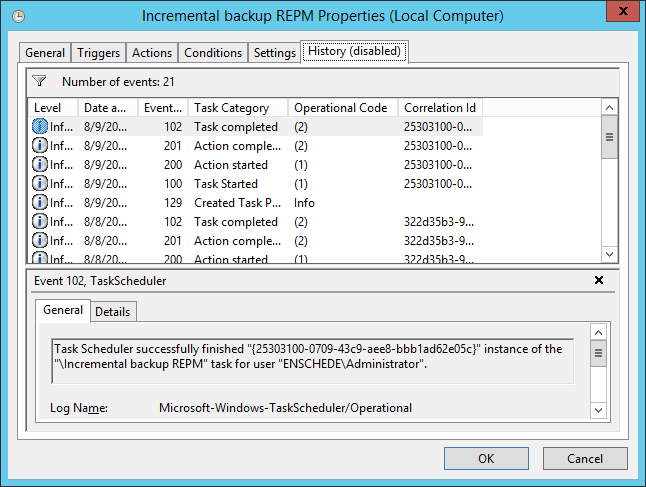 Incremental backup REPM Properties (Local Computer)
General Triggers Actions Conditions Settings History (disabled)
Number of events: 21
Level Date a... Event... Task Category Operational Code Correlation Id
Inf... 8/9/20... 102 Task completed (2) 25303100-0...
Inf... 8/9/20... 201 Action comple... (2) 25303100-0...
Inf... 8/9/20... 200 Action started (1) 25303100-0...
Inf... 8/9/20... 100 Task Started (1) 25303100-0...
Inf... 8/9/20... 129 Created Task P... Info
Inf... 8/8/20... 102 Task completed (2) 322d35b3-9...
Inf... 8/8/20... 201 Action comple... (2) 322d35b3-9...
Inf... 8/8/20... 200 Action started (1) 322d35b3-9...
Event 102, TaskScheduler
General Details
Task Scheduler successfully finished "{25303100-0709-43c9-aee8-bbb1ad62e05c}" instance of the
"\Incremental backup REPM" task for user "ENSCHEDE\Administrator".
Log Name: Microsoft-Windows-TaskScheduler/Operational
OK Cancel